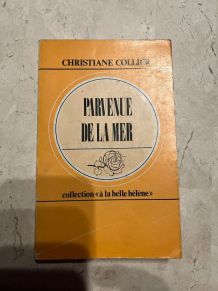 CHRISTIANE COLLIER
PARVENUE
DE LA MER
collection «à la belle hélène»